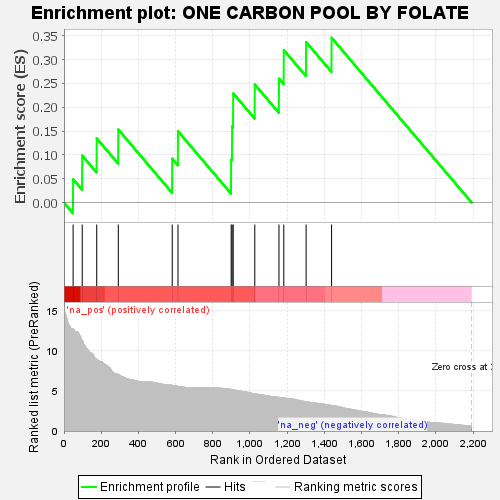 Enrichment plot: ONE CARBON POOL BY FOLATE
Enrichment score (ES)
0.35
0.30
0.25
0.20
0.15
0.10
0.05
0.00
'na_pos' (positively correlated)
Ranked list metric (PreRanked)
15
10
5
0
Zero cross at
'na_neg' (negatively correlated)
0 200 400 600 800 1,000 1,200 1,400 1,600 1,800 2,000 2,200
Rank in Ordered Dataset
Enrichment profile Hits Ranking metric scores